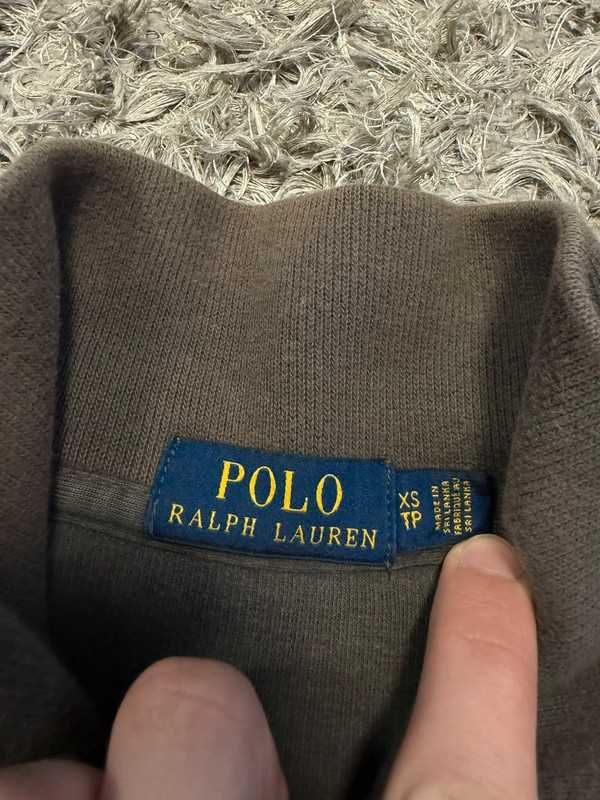 POLO
RALPH LAUREN
XS
TP
MADE IN
SRI LANKA
FABRIQUÉ AU
SRI LANKA